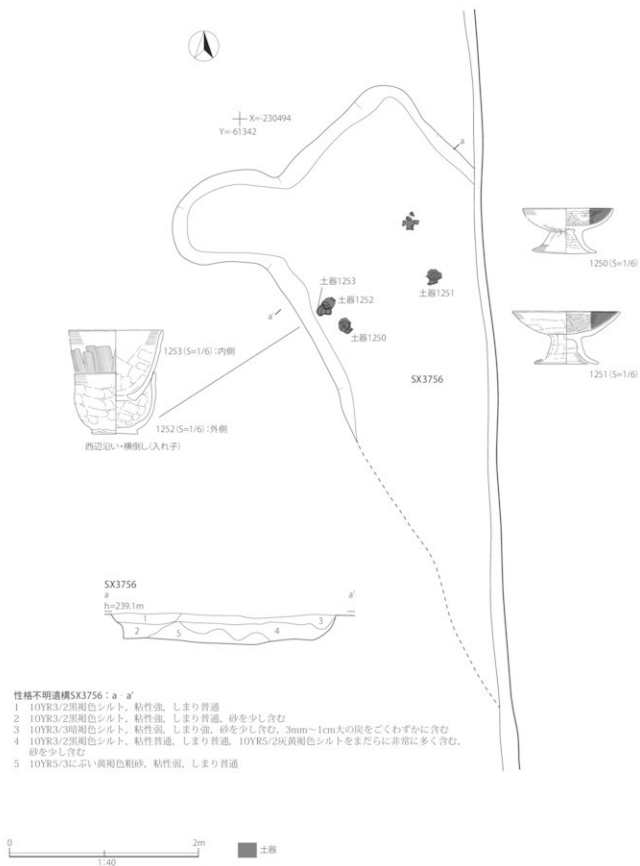 X=-230494
Y=-61342
a
1250(S=1/6)
土器1253
土器1252
土器1251
a'
土器1250
1253(S=1/6):内側
1251(S=1/6)
SX3756
1252(S=1/6):外側
西辺沿い・横倒し(入れ子)
SX3756
a a'
h=239.1m
1
2
3
4
5
性格不明遺構SX3756:a‐a'
1 10YR3/2黒褐色シルト、粘性強、しまり普通
2 10YR3/2黒褐色シルト、粘性強、しまり普通、砂を少し含む
3 10YR3/3暗褐色シルト、粘性弱、しまり強、砂を少し含む、3mm～1cm大の炭をごくわずかに含む
4 10YR3/2黒褐色シルト、粘性普通、しまり普通、10YR5/2灰黄褐色シルトをまだらに非常に多く含む、
砂を少し含む
5 10YR5/3にぶい黄褐色粗砂、粘性弱、しまり普通
0 2m
1:40
土器